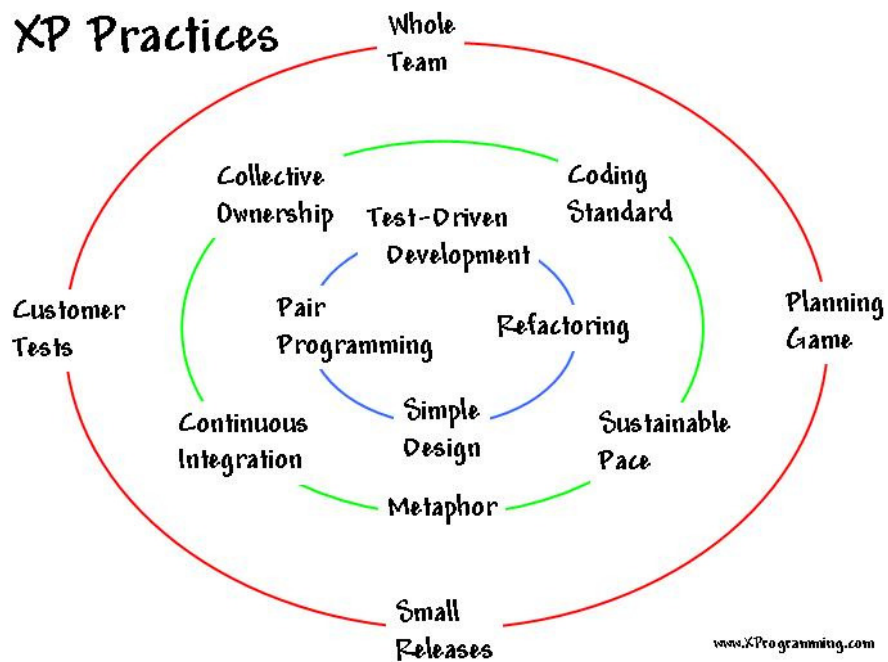 XP Practices
Whole
Team
Collective
Ownership
Coding
Standard
Test-Driven
Development
Customer
Tests
Pair
Programming
Refactoring
Planning
Game
Continuous
Integration
Simple
Design
Sustainable
Pace
Metaphor
Small
Releases
www.XProgramming.com